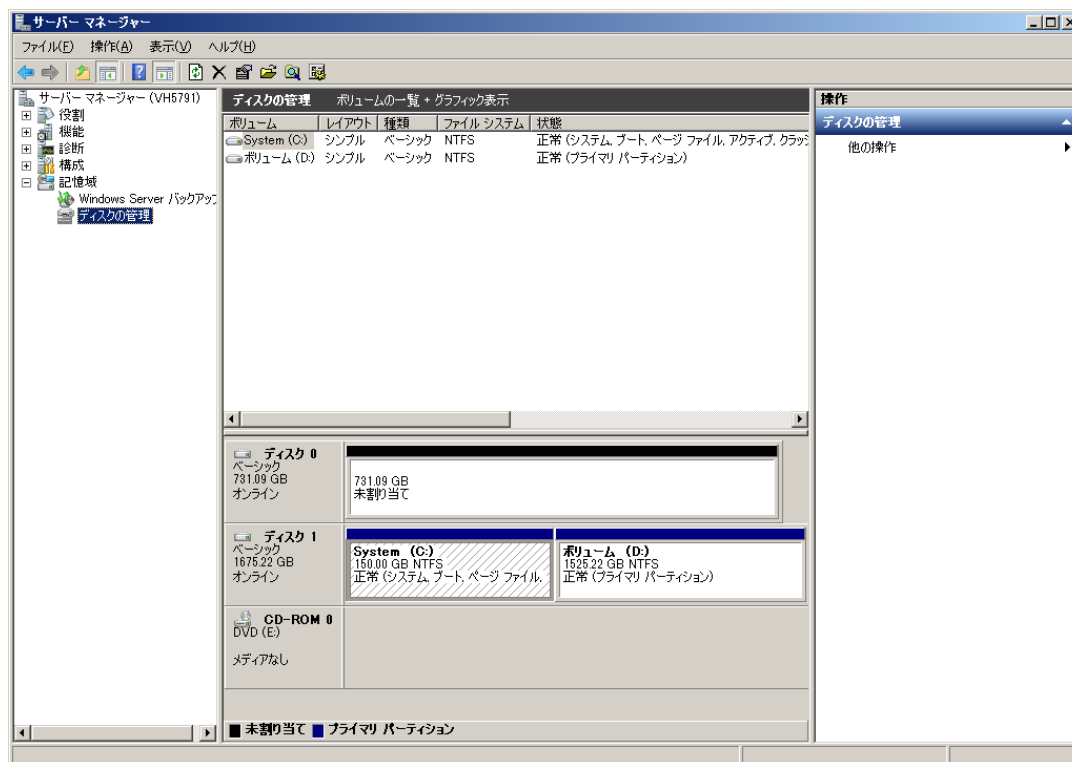 サーバー マネージャー
ファイル(F) 操作(A) 表示(V) ヘルプ(H)
サーバー マネージャー (VH5791)
役割
機能
診断
構成
記憶域
Windows Server バックアップ
ディスクの管理
ディスクの管理 ボリュームの一覧 + グラフィック表示
ボリューム レイアウト 種類 ファイル システム 状態
System (C:) シンプル ベーシック NTFS 正常 (システム, ブート, ページ ファイル, アクティブ, クラッシ
ボリューム (D:) シンプル ベーシック NTFS 正常 (プライマリ パーティション)
ディスク 0
ベーシック
731.09 GB
オンライン
731.09 GB
未割り当て
ディスク 1
ベーシック
1675.22 GB
オンライン
System (C:)
150.00 GB NTFS
正常 (システム, ブート, ページ ファイル,
ボリューム (D:)
1525.22 GB NTFS
正常 (プライマリ パーティション)
CD-ROM 0
DVD (E:)
メディアなし
未割り当て プライマリ パーティション
操作
ディスクの管理
他の操作